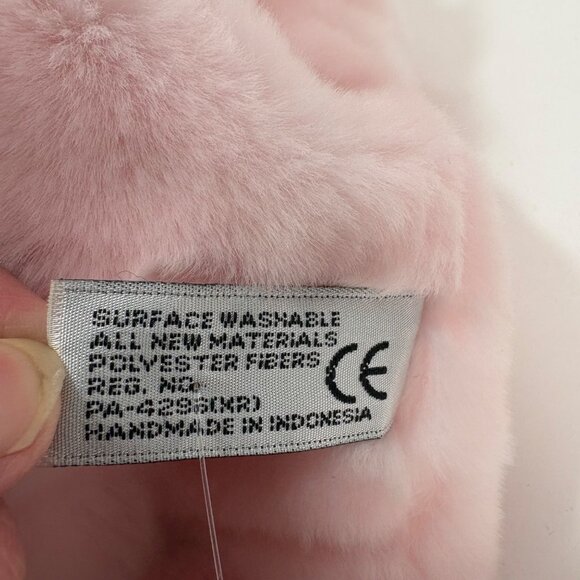 SURFACE WASHABLE
ALL NEW MATERIALS
POLYESTER FIBERS
REG. NO.
PA-4296(KR)
HANDMADE IN INDONESIA
CE